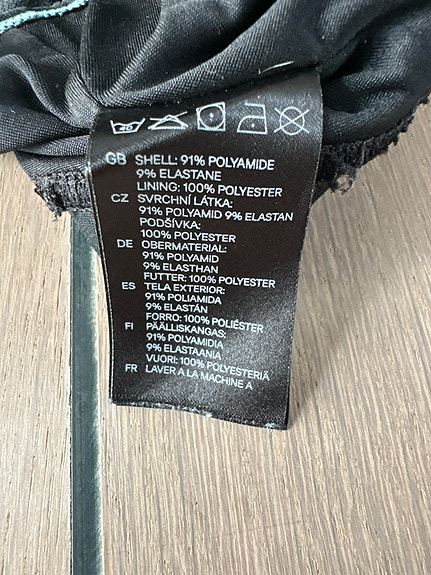 40
GB SHELL: 91% POLYAMIDE
9% ELASTANE
LINING: 100% POLYESTER
CZ SVRCHNÍ LÁTKA:
91% POLYAMID 9% ELASTAN
PODŠÍVKA:
100% POLYESTER
DE OBERMATERIAL:
91% POLYAMID
9% ELASTHAN
FUTTER: 100% POLYESTER
ES TELA EXTERIOR:
91% POLIAMIDA
9% ELASTÁN
FORRO: 100% POLIÉSTER
FI PÄÄLLISKANGAS:
91% POLYAMIDIA
9% ELASTAANIA
VUORI: 100% POLYESTERIÄ
FR LAVER A LA MACHINE A